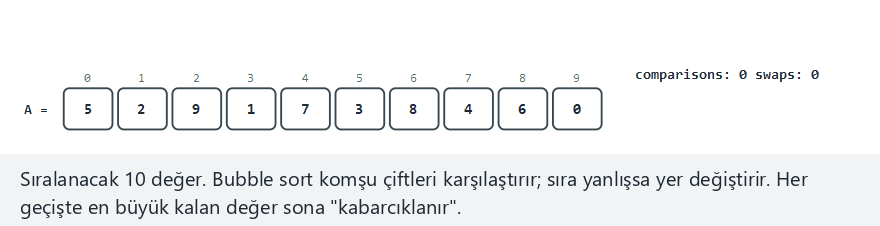 0 1 2 3 4 5 6 7 8 9
comparisons: 0 swaps: 0
A = 5 2 9 1 7 3 8 4 6 0
Sıralanacak 10 değer. Bubble sort komşu çiftleri karşılaştırır; sıra yanlışsa yer değiştirir. Her
geçişte en büyük kalan değer sona "kabarcıklanır".